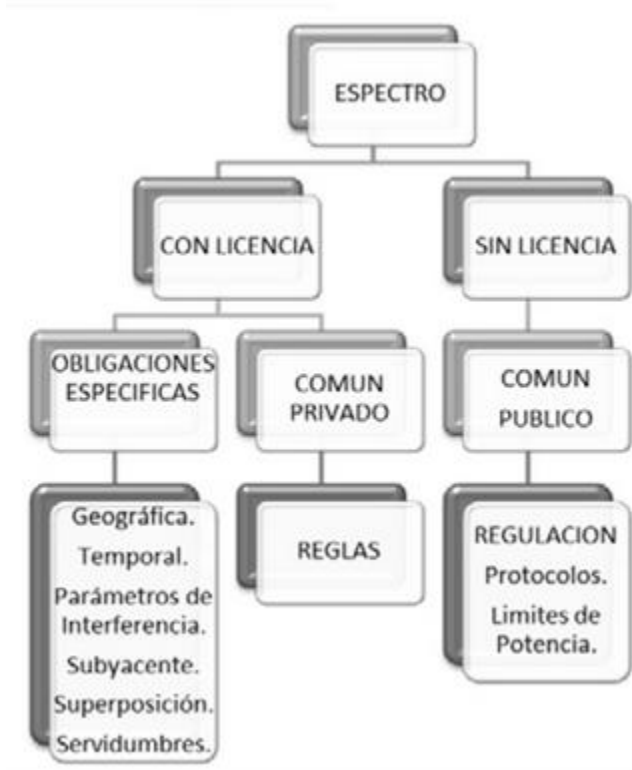 ESPECTRO
CON LICENCIA
SIN LICENCIA
OBLIGACIONES
ESPECIFICAS
COMUN
PRIVADO
COMUN
PUBLICO
Geográfica.
Temporal.
Parámetros de
Interferencia.
Subyacente.
Superposición.
Servidumbres.
REGLAS
REGULACION
Protocolos.
Limites de
Potencia.